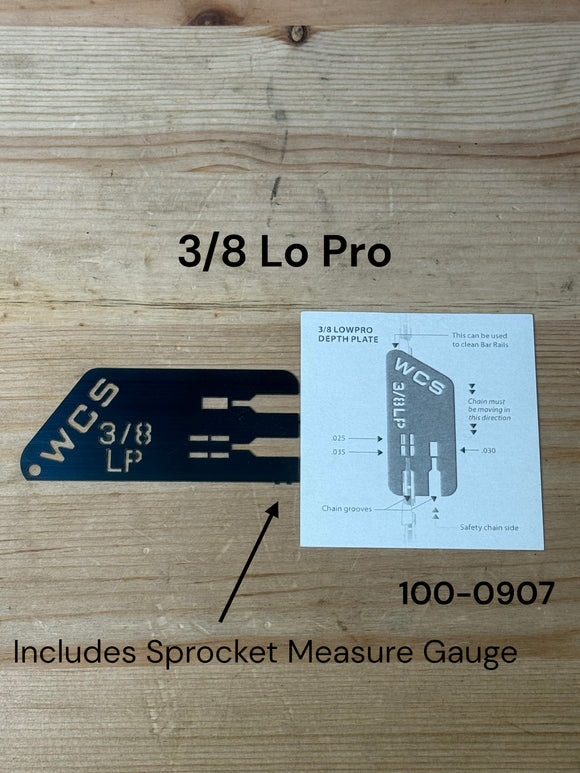 3/8 Lo Pro
WCS
3/8
LP
3/8 LOWPRO
DEPTH PLATE
This can be used
to clean Bar Rails
WCS
3/8LP
Chain must
be moving in
this direction
.025
.035
.030
Chain grooves
Safety chain side
100-0907
Includes Sprocket Measure Gauge